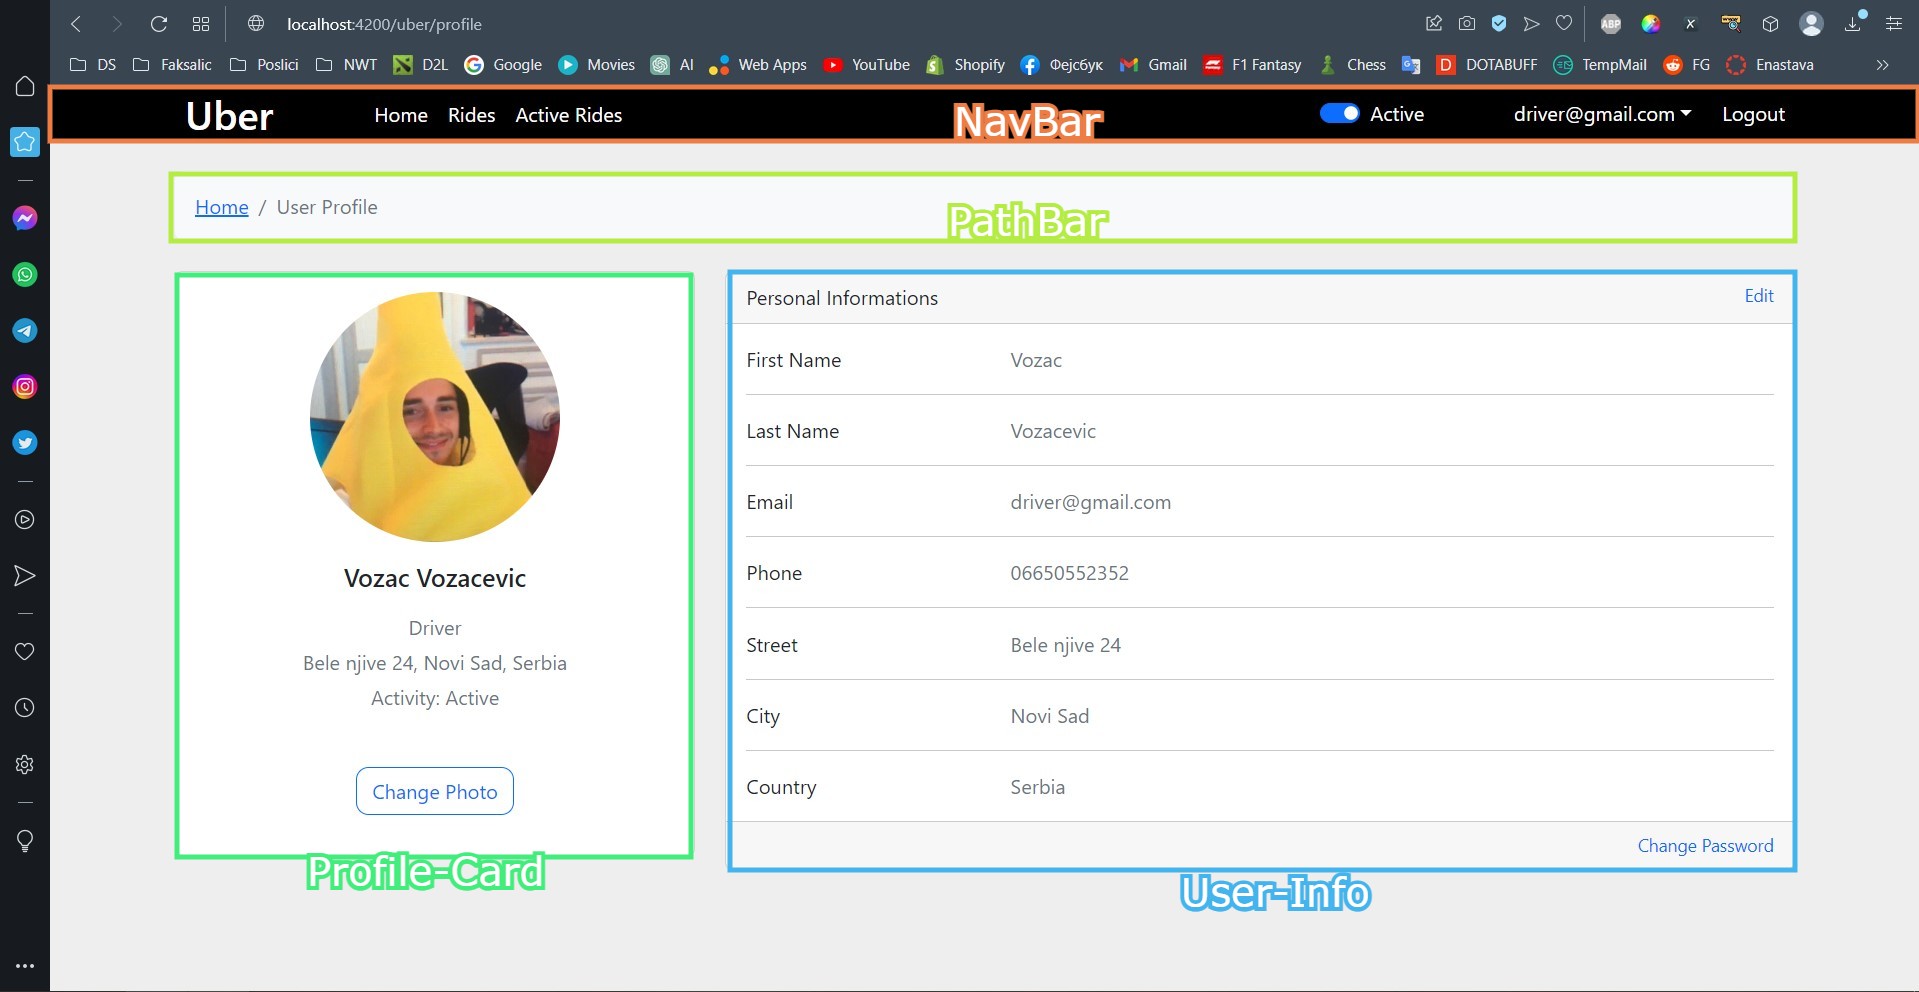 localhost:4200/uber/profile
ABP
DS Faksalic Poslici NWT D2L Google Movies AI Web Apps YouTube Shopify Фејсбук Gmail F1 Fantasy Chess DOTABUFF TempMail FG Enastava
Uber Home Rides Active Rides NavBar Active driver@gmail.com Logout
Home / User Profile PathBar
Vozac Vozacevic
Driver
Bele njive 24, Novi Sad, Serbia
Activity: Active
Change Photo
Profile-Card
Personal Informations Edit
First Name Vozac
Last Name Vozacevic
Email driver@gmail.com
Phone 06650552352
Street Bele njive 24
City Novi Sad
Country Serbia
Change Password
User-Info